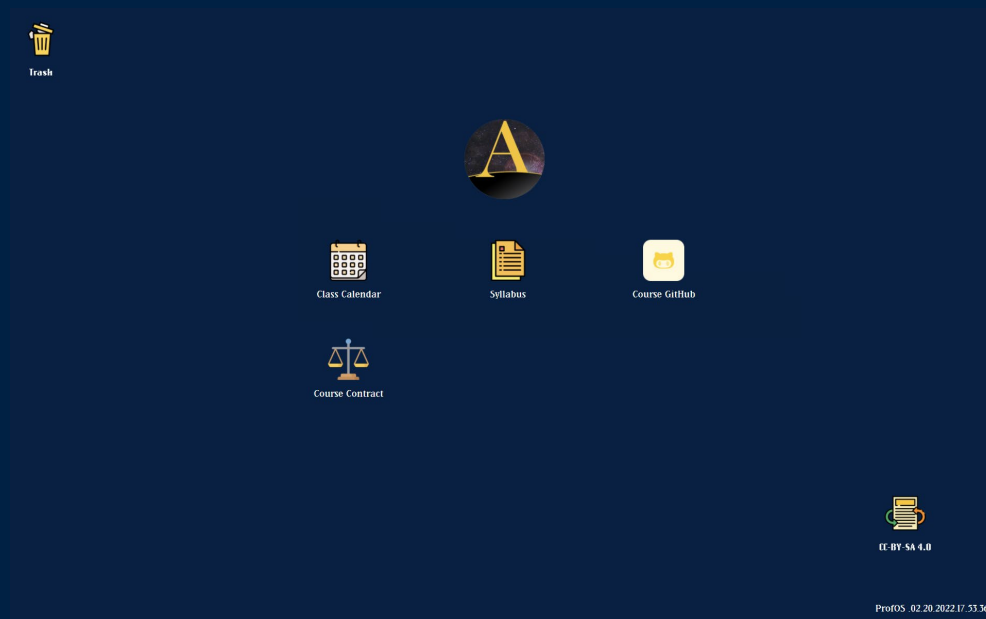 Trash
A
Class Calendar
Syllabus
Course GitHub
Course Contract
CC-BY-SA 4.0
ProfOS .02.20.2022.17.53.36